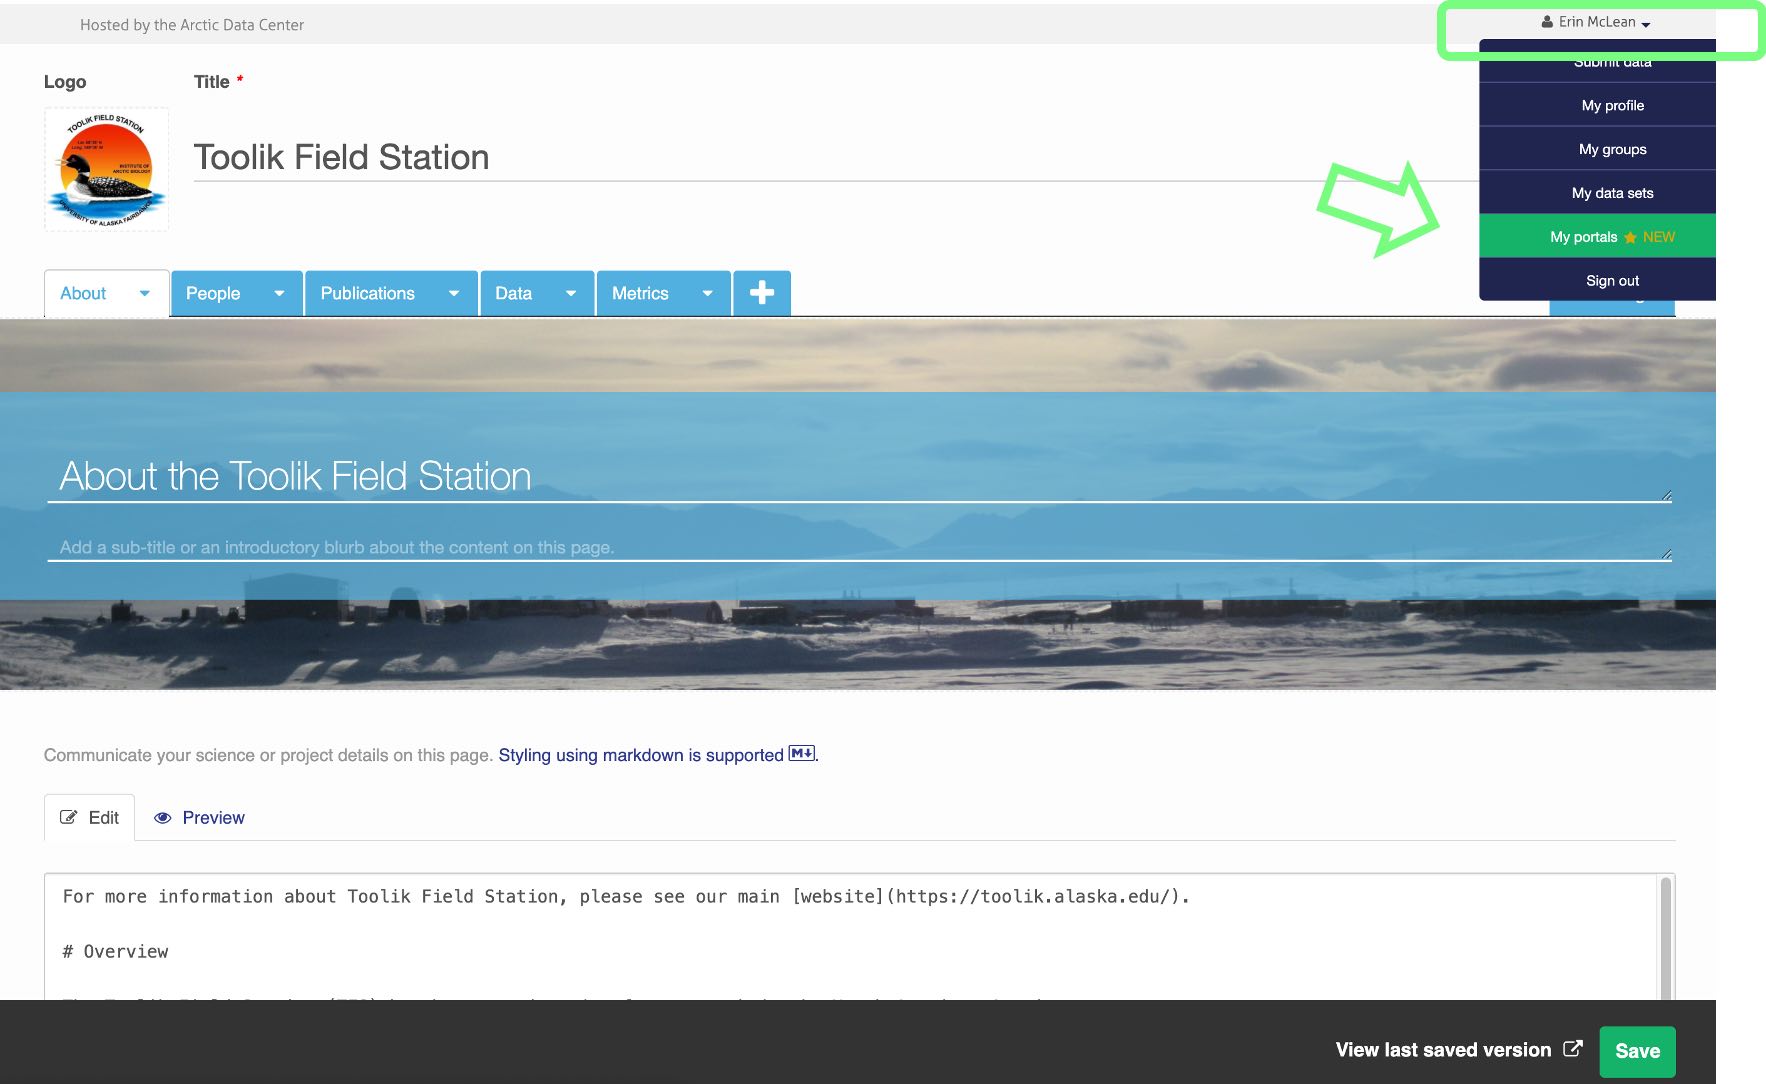 Hosted by the Arctic Data Center
Erin McLean
Submit data
My profile
My groups
My data sets
My portals ★ NEW
Sign out
Logo
Title *
TOOLIK FIELD STATION
INSTITUTE OF
ARCTIC BIOLOGY
UNIVERSITY OF ALASKA FAIRBANKS
Toolik Field Station
About
People
Publications
Data
Metrics
About the Toolik Field Station
Add a sub-title or an introductory blurb about the content on this page.
Communicate your science or project details on this page. Styling using markdown is supported M↓.
Edit
Preview
For more information about Toolik Field Station, please see our main [website](https://toolik.alaska.edu/).
# Overview
View last saved version
Save